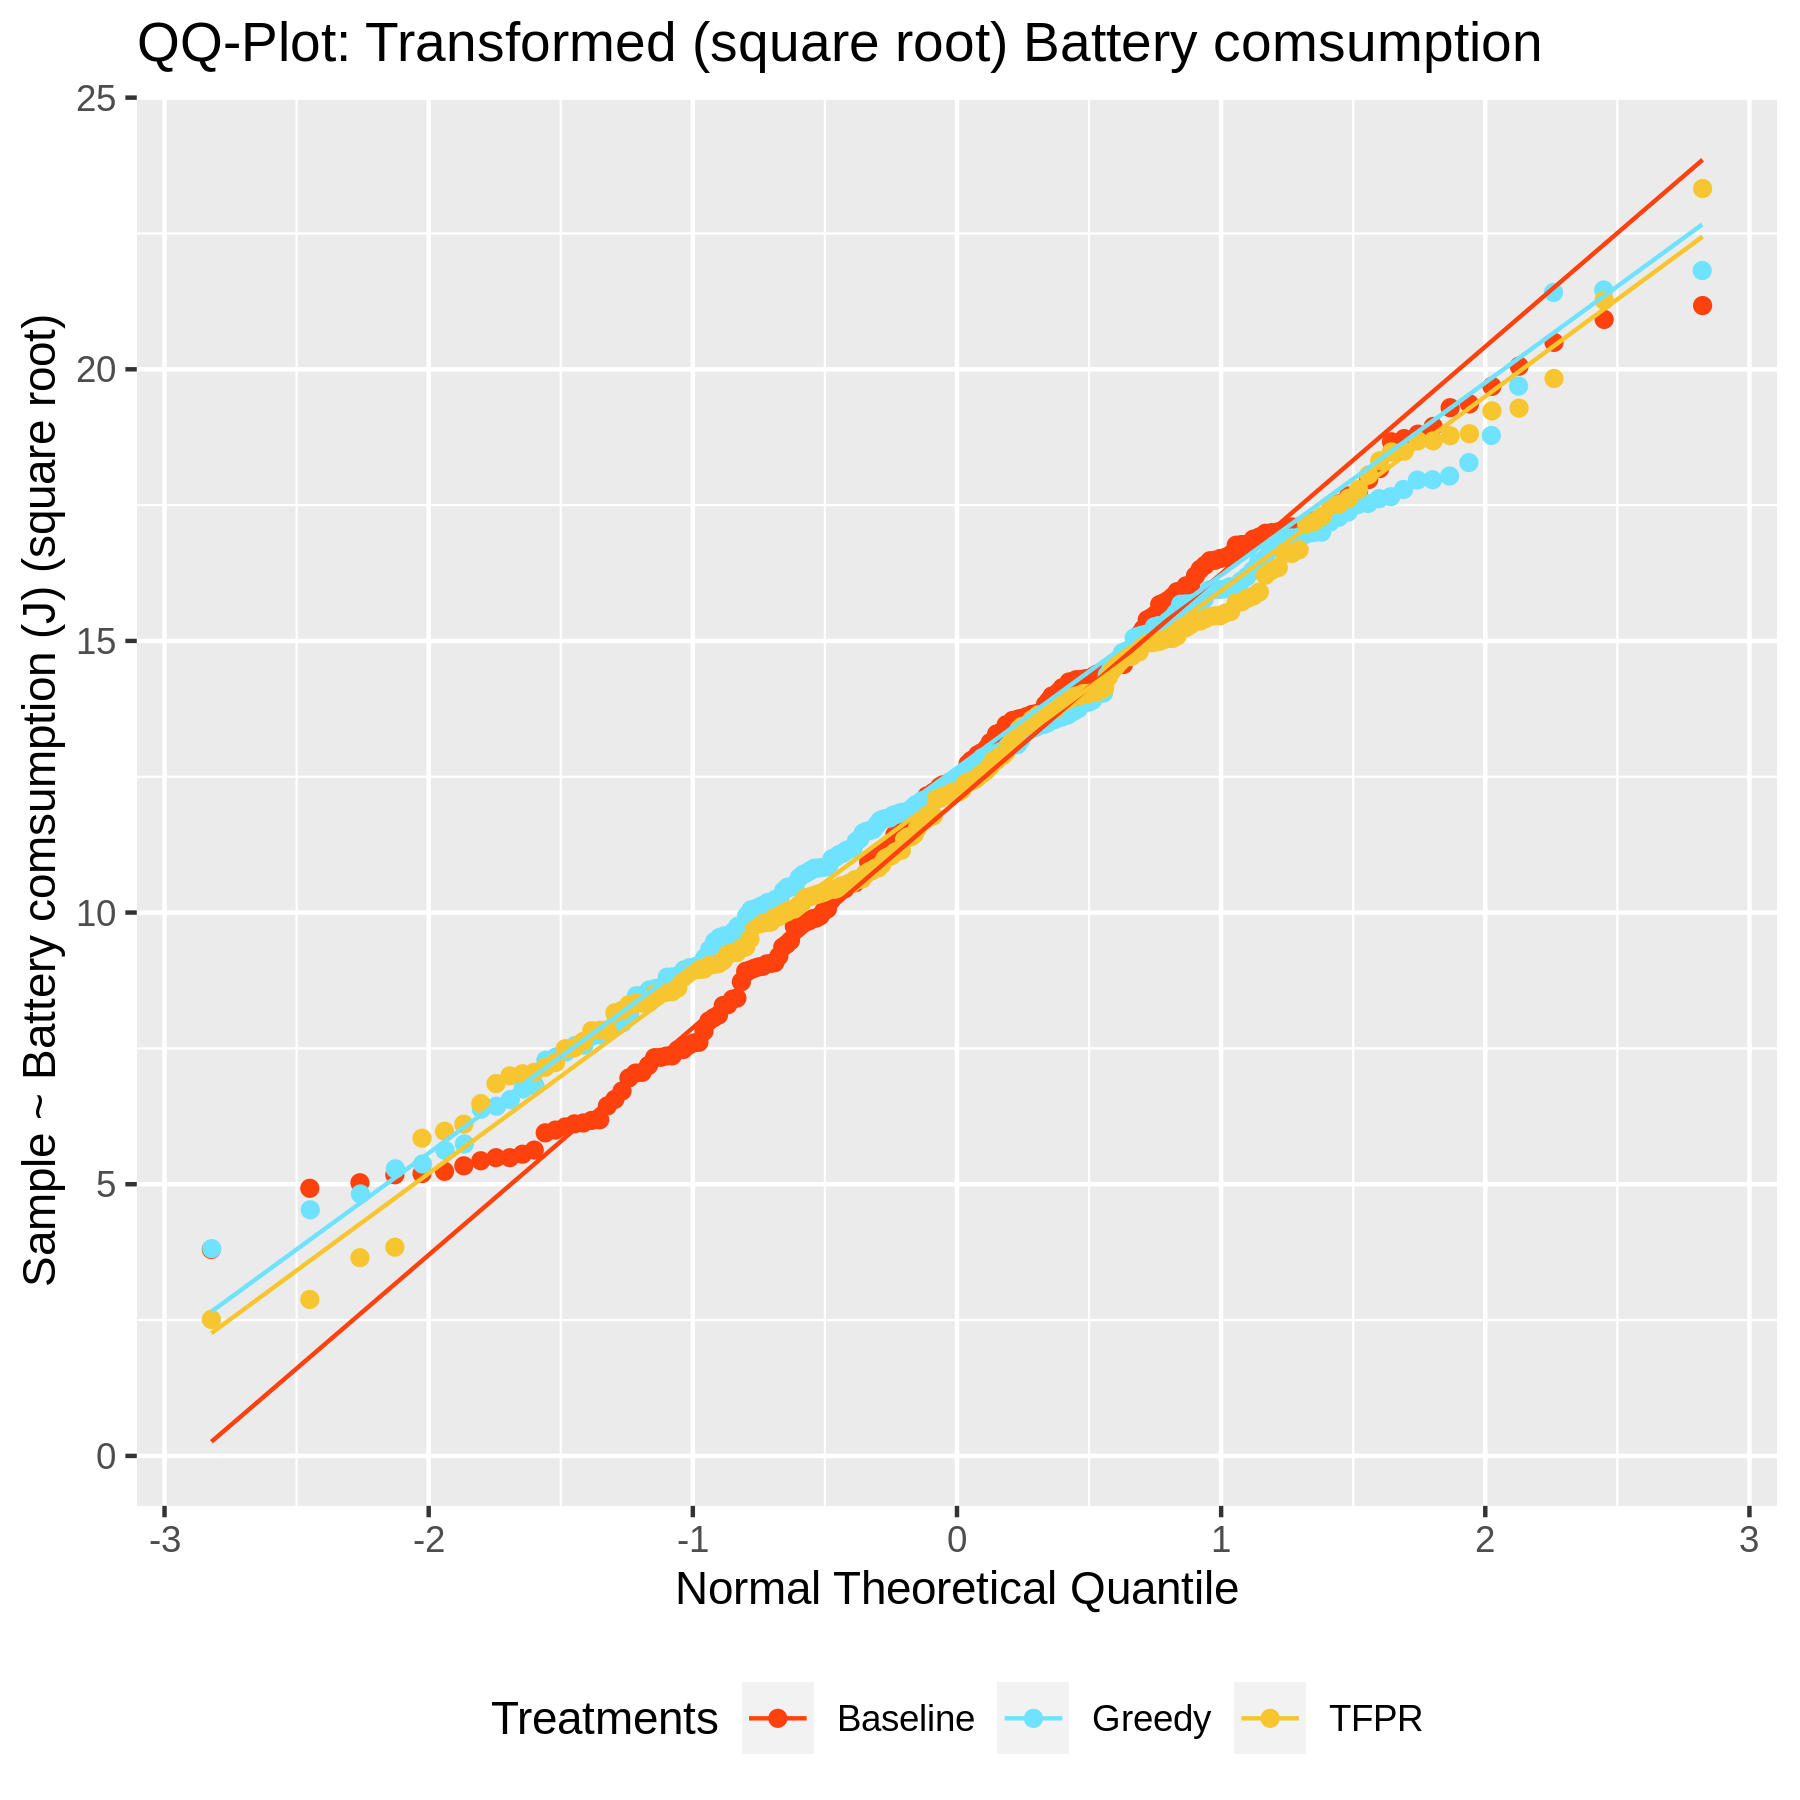 QQ-Plot: Transformed (square root) Battery comsumption
Sample ~ Battery comsumption (J) (square root)
25
20
15
10
5
0
-3 -2 -1 0 1 2 3
Normal Theoretical Quantile
Treatments Baseline Greedy TFPR